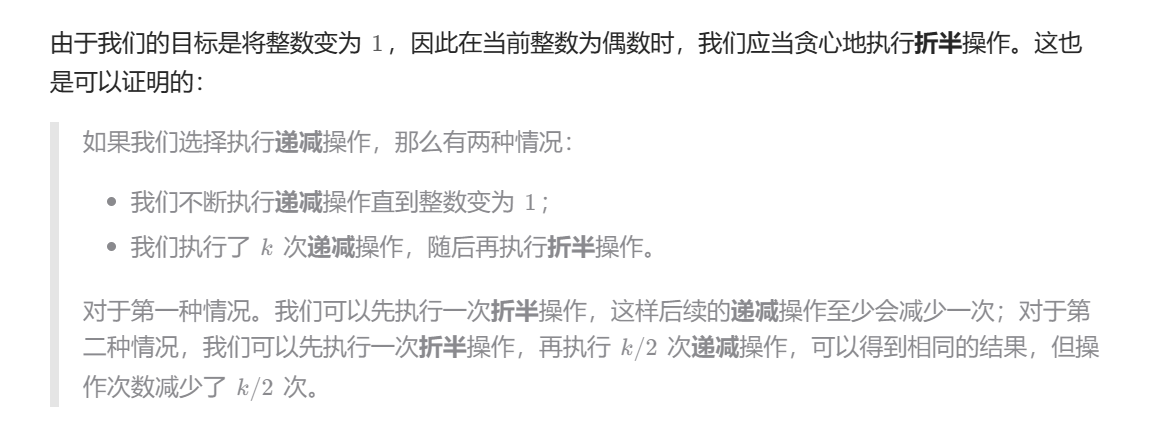 由于我们的目标是将整数变为 1，因此在当前整数为偶数时，我们应当贪心地执行折半操作。这也
是可以证明的：
如果我们选择执行递减操作，那么有两种情况：
• 我们不断执行递减操作直到整数变为 1；
• 我们执行了 k 次递减操作，随后再执行折半操作。
对于第一种情况。我们可以先执行一次折半操作，这样后续的递减操作至少会减少一次；对于第
二种情况，我们可以先执行一次折半操作，再执行 k/2 次递减操作，可以得到相同的结果，但操
作次数减少了 k/2 次。